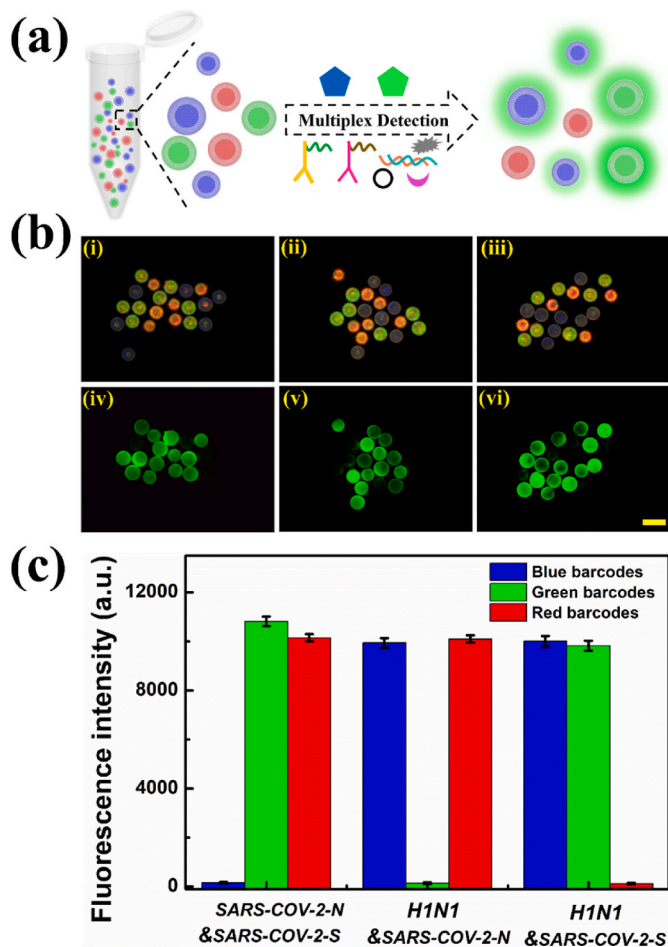 (a)
Multiplex Detection
(b)
(i)
(ii)
(iii)
(iv)
(v)
(vi)
(c)
Fluorescence intensity (a.u.)
12000
8000
4000
0
Blue barcodes
Green barcodes
Red barcodes
SARS-COV-2-N
&SARS-COV-2-S
H1N1
&SARS-COV-2-N
H1N1
&SARS-COV-2-S